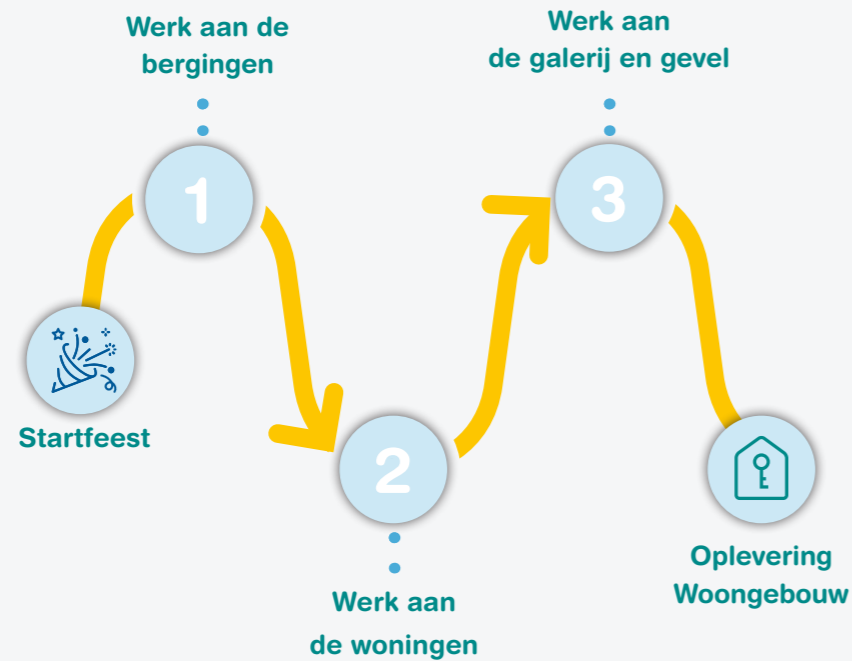 Werk aan de
bergingen
1
Startfeest
2
Werk aan
de woningen
Werk aan
de galerij en gevel
3
Oplevering
Woongebouw